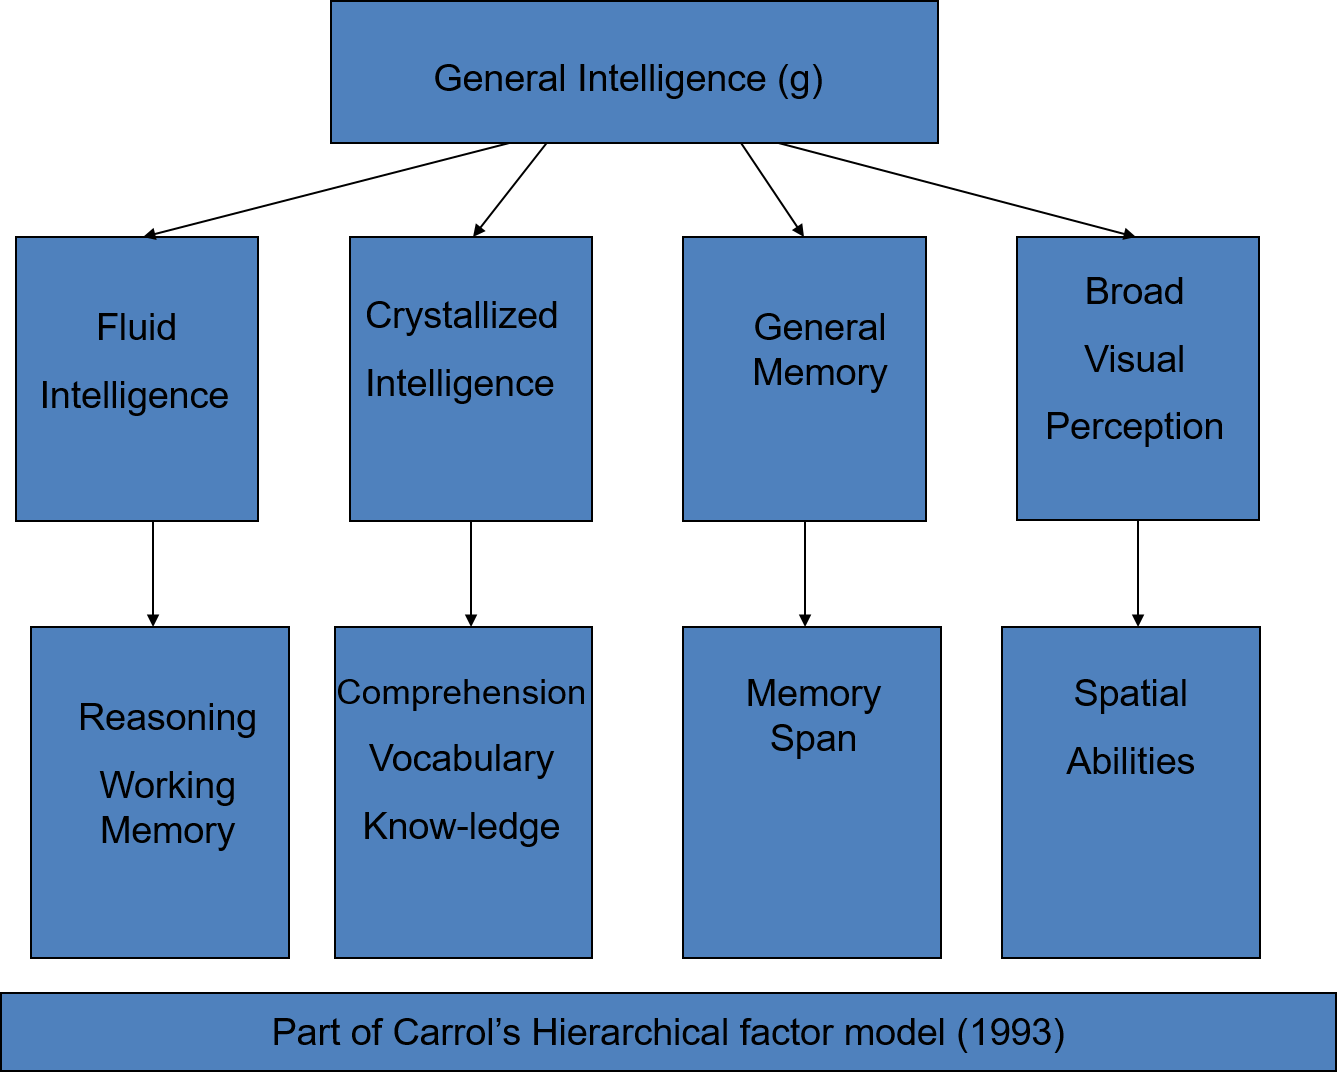 General Intelligence (g)
Fluid
Intelligence
Crystallized
Intelligence
General
Memory
Broad
Visual
Perception
Reasoning
Working
Memory
Comprehension
Vocabulary
Know-ledge
Memory
Span
Spatial
Abilities
Part of Carrol’s Hierarchical factor model (1993)